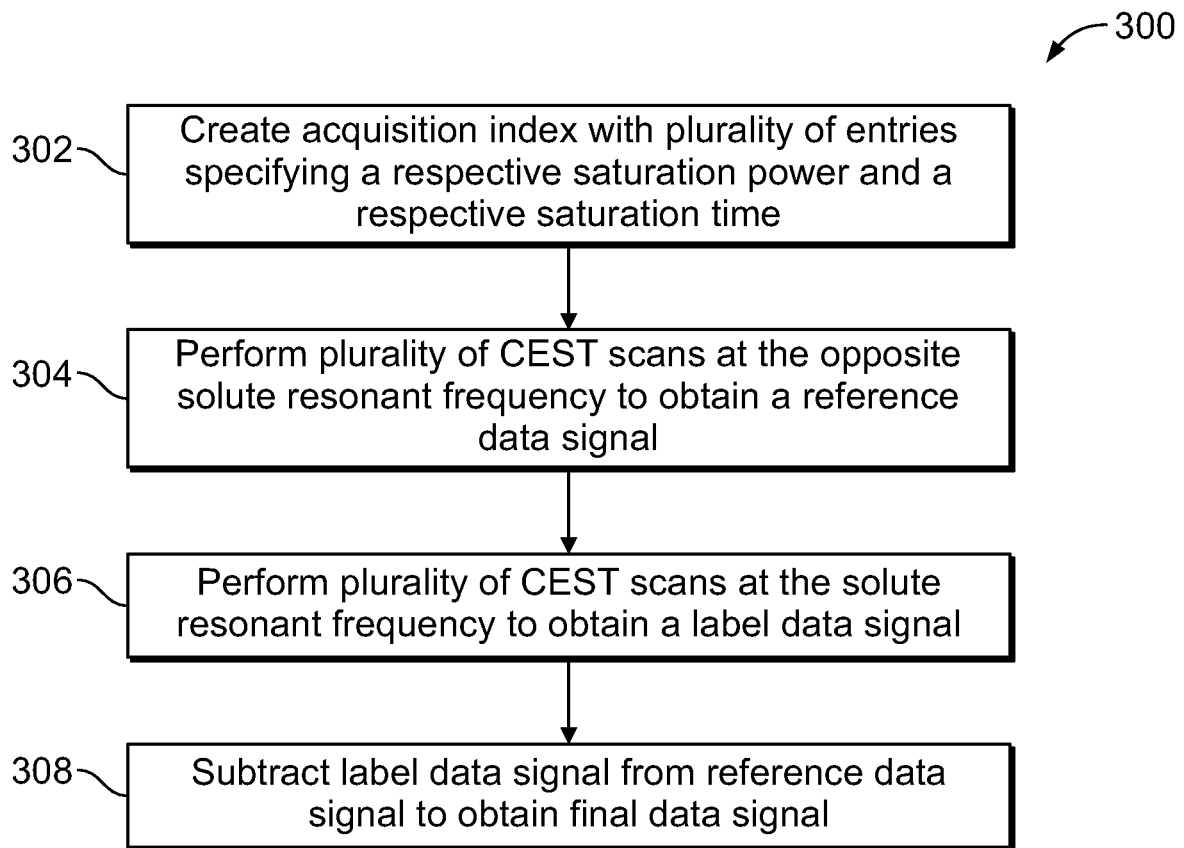 300
302
Create acquisition index with plurality of entries
specifying a respective saturation power and a
respective saturation time
304
Perform plurality of CEST scans at the opposite
solute resonant frequency to obtain a reference
data signal
306
Perform plurality of CEST scans at the solute
resonant frequency to obtain a label data signal
308
Subtract label data signal from reference data
signal to obtain final data signal